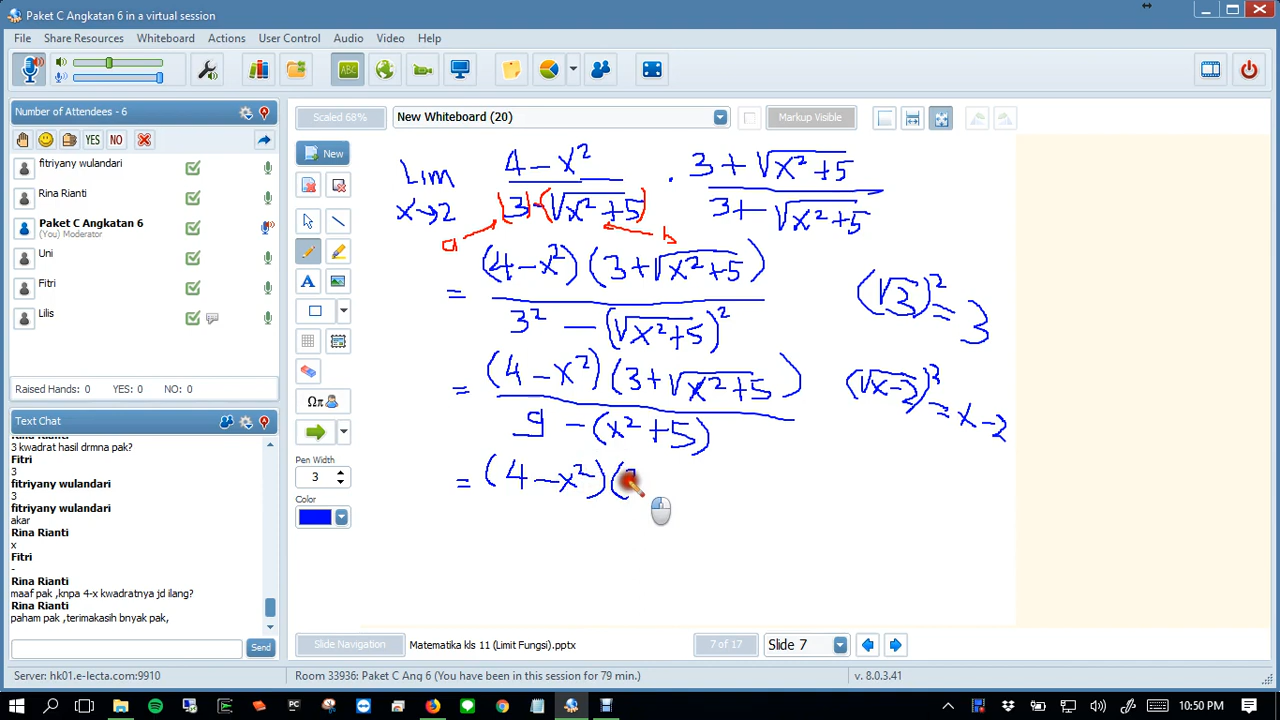 Paket C Angkatan 6 in a virtual session
File Share Resources Whiteboard Actions User Control Audio Video Help
ABC
Number of Attendees - 6
YES NO
fitriyany wulandari
Rina Rianti
Paket C Angkatan 6
(You) Moderator
Uni
Fitri
Lilis
Raised Hands: 0 YES: 0 NO: 0
Text Chat
3 kwadrat hasil drmna pak?
Fitri
3
fitriyany wulandari
3
fitriyany wulandari
akar
Rina Rianti
x
Fitri
-
Rina Rianti
maaf pak ,knpa 4-x kwadratnya jd ilang?
Rina Rianti
paham pak ,terimakasih bnyak pak,
Send
Scaled 68% New Whiteboard (20) Markup Visible
New
A
Ωπ
Pen Width
3
Color
Lim x→2 (4 - x²)/((3) - (√x²+5)) . (3 + √x²+5)/(3 + √x²+5)
a b
= (4-x²)(3+√x²+5) / 3² - (√x²+5)²
= (4-x²)(3+√x²+5) / 9 - (x²+5)
= (4-x²)(
(√3)² = 3
(√x-2)² = x-2
Slide Navigation Matematika kls 11 (Limit Fungsi).pptx 7 of 17 Slide 7
Server: hk01.e-lecta.com:9910 Room 33936: Paket C Ang 6 (You have been in this session for 79 min.) v. 8.0.3.41
PC
10:50 PM